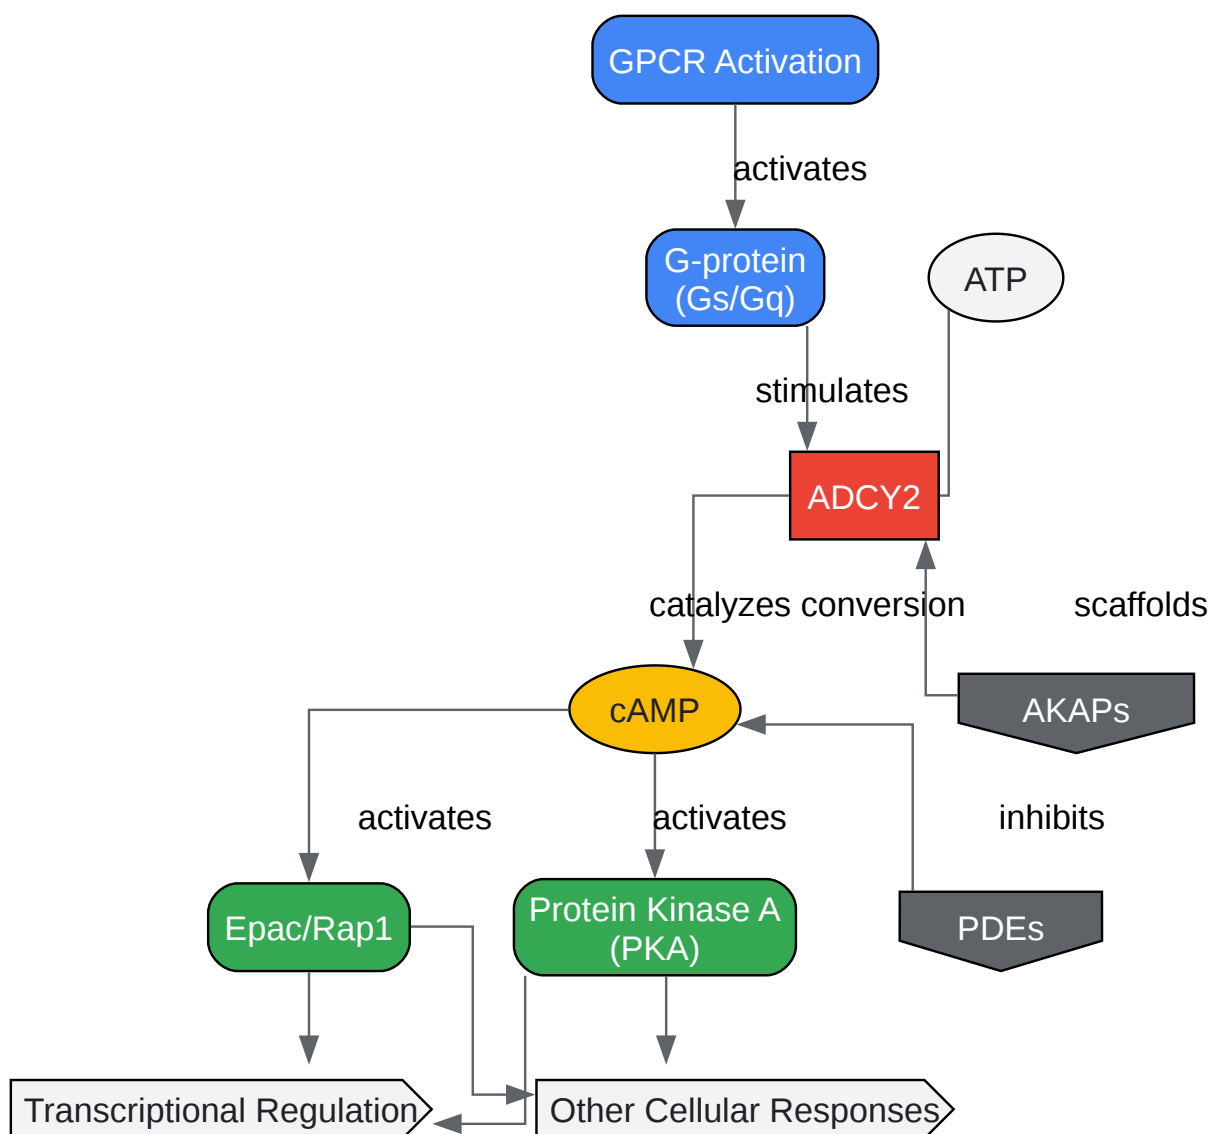 GPCR Activation
activates
G-protein
(Gs/Gq)
ATP
stimulates
ADCY2
catalyzes conversion
scaffolds
cAMP
AKAPs
activates
activates
inhibits
Epac/Rap1
Protein Kinase A
(PKA)
PDEs
Transcriptional Regulation
Other Cellular Responses